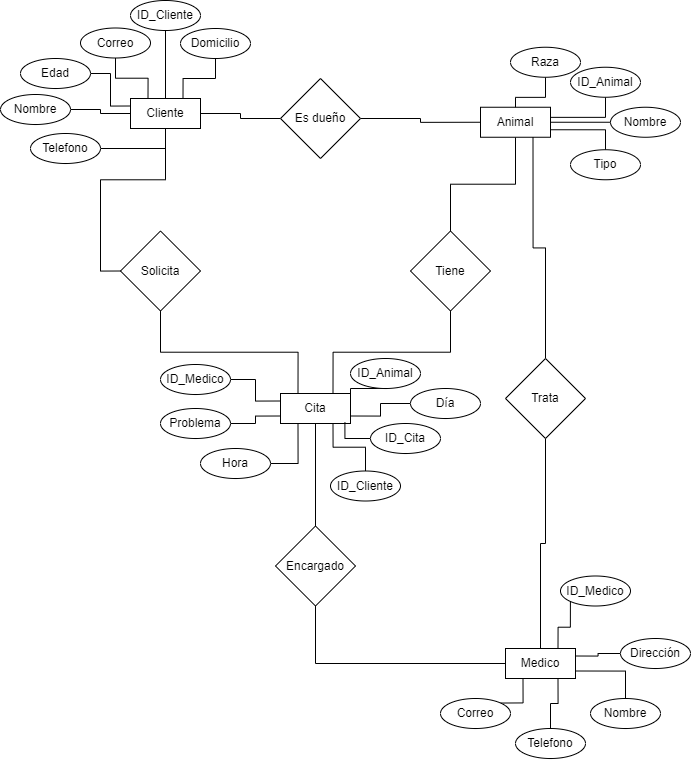 ID_Cliente
Correo
Domicilio
Edad
Nombre
Cliente
Telefono
Es dueño
Raza
ID_Animal
Animal
Nombre
Tipo
Solicita
Tiene
ID_Medico
ID_Animal
Problema
Cita
Día
Hora
ID_Cita
ID_Cliente
Trata
Encargado
ID_Medico
Medico
Dirección
Correo
Nombre
Telefono